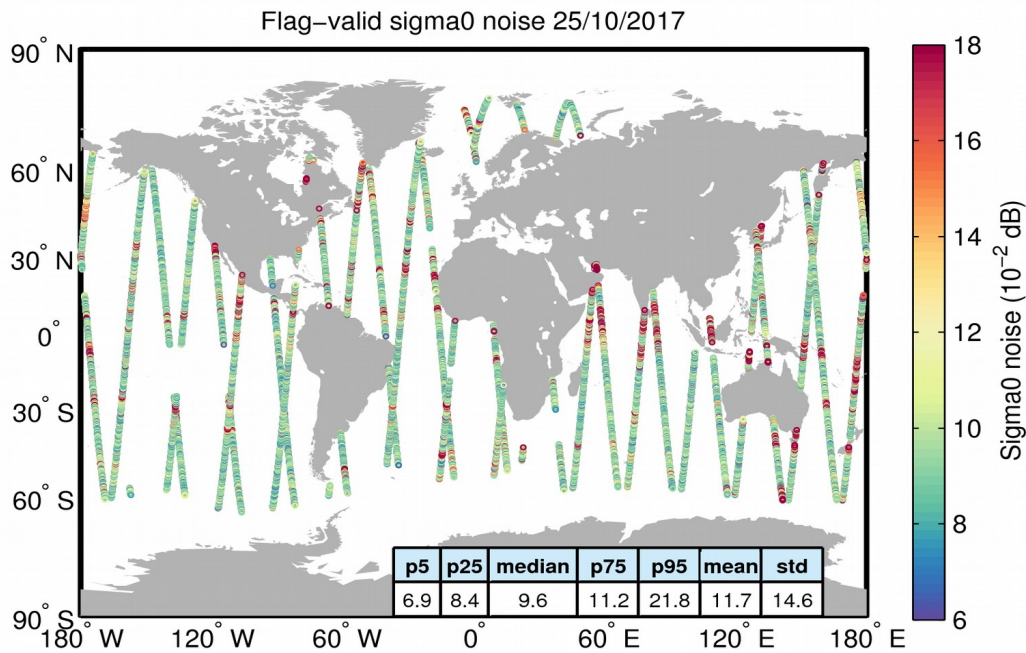 Flag−valid sigma0 noise 25/10/2017
90° N
60° N
30° N
0°
30° S
60° S
90° S
180° W
120° W
60° W
0°
60° E
120° E
180° E
p5 p25 median p75 p95 mean std
6.9 8.4 9.6 11.2 21.8 11.7 14.6
18
16
14
12
10
8
6
Sigma0 noise (10⁻² dB)